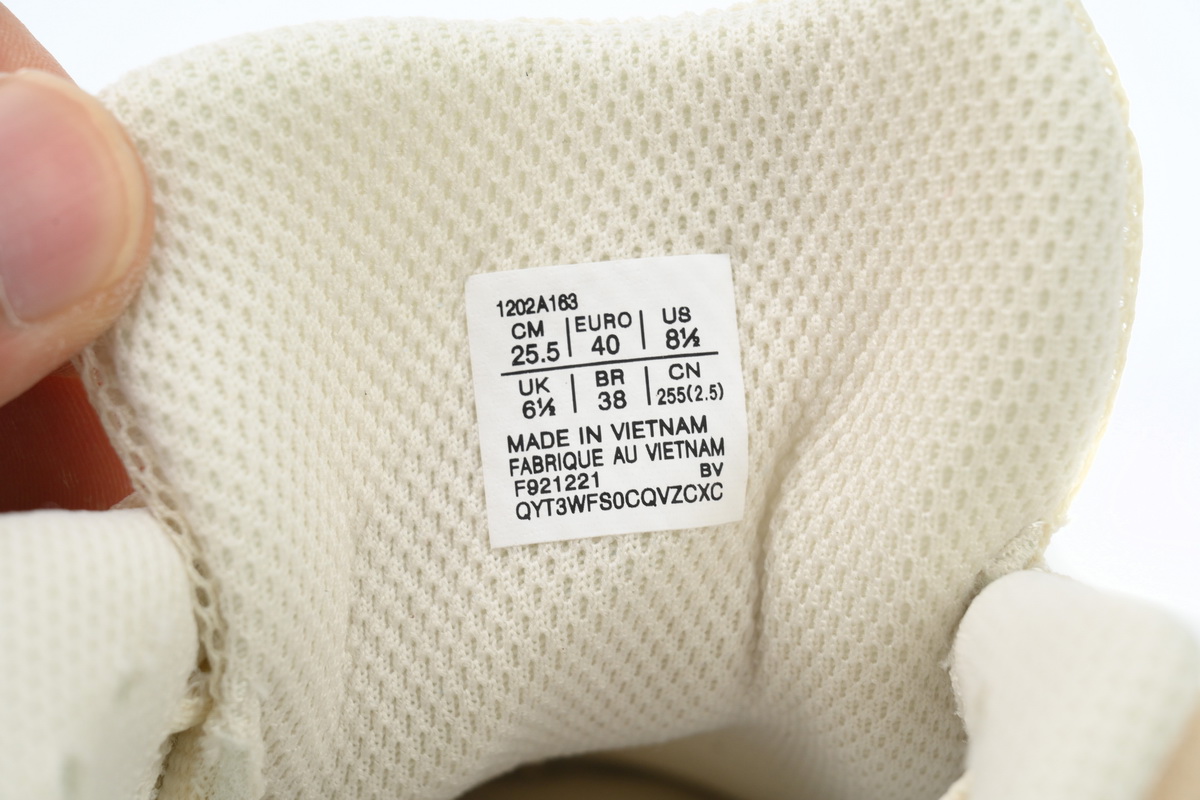 1202A163
CM | EURO | US
25.5 | 40 | 8½
UK | BR | CN
6½ | 38 | 255(2.5)
MADE IN VIETNAM
FABRIQUE AU VIETNAM
F921221 BV
QYT3WFS0CQVZCXC